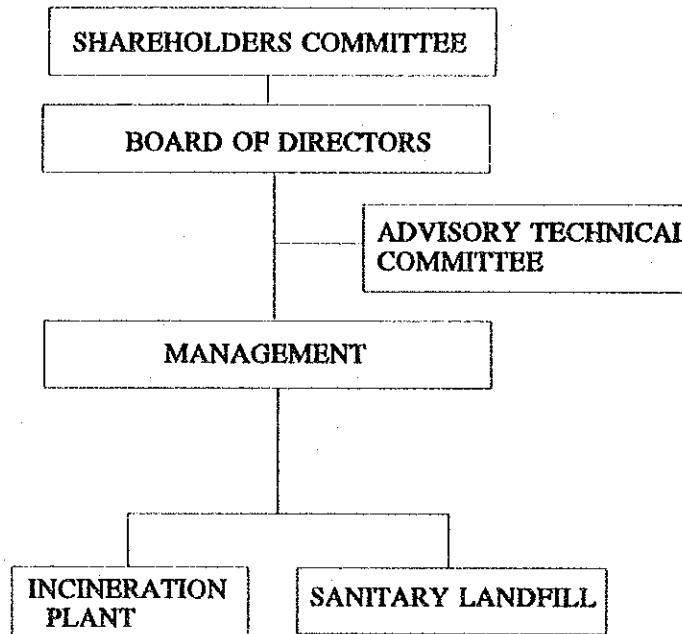 SHAREHOLDERS COMMITTEE
BOARD OF DIRECTORS
ADVISORY TECHNICAL
COMMITTEE
MANAGEMENT
INCINERATION
PLANT
SANITARY LANDFILL